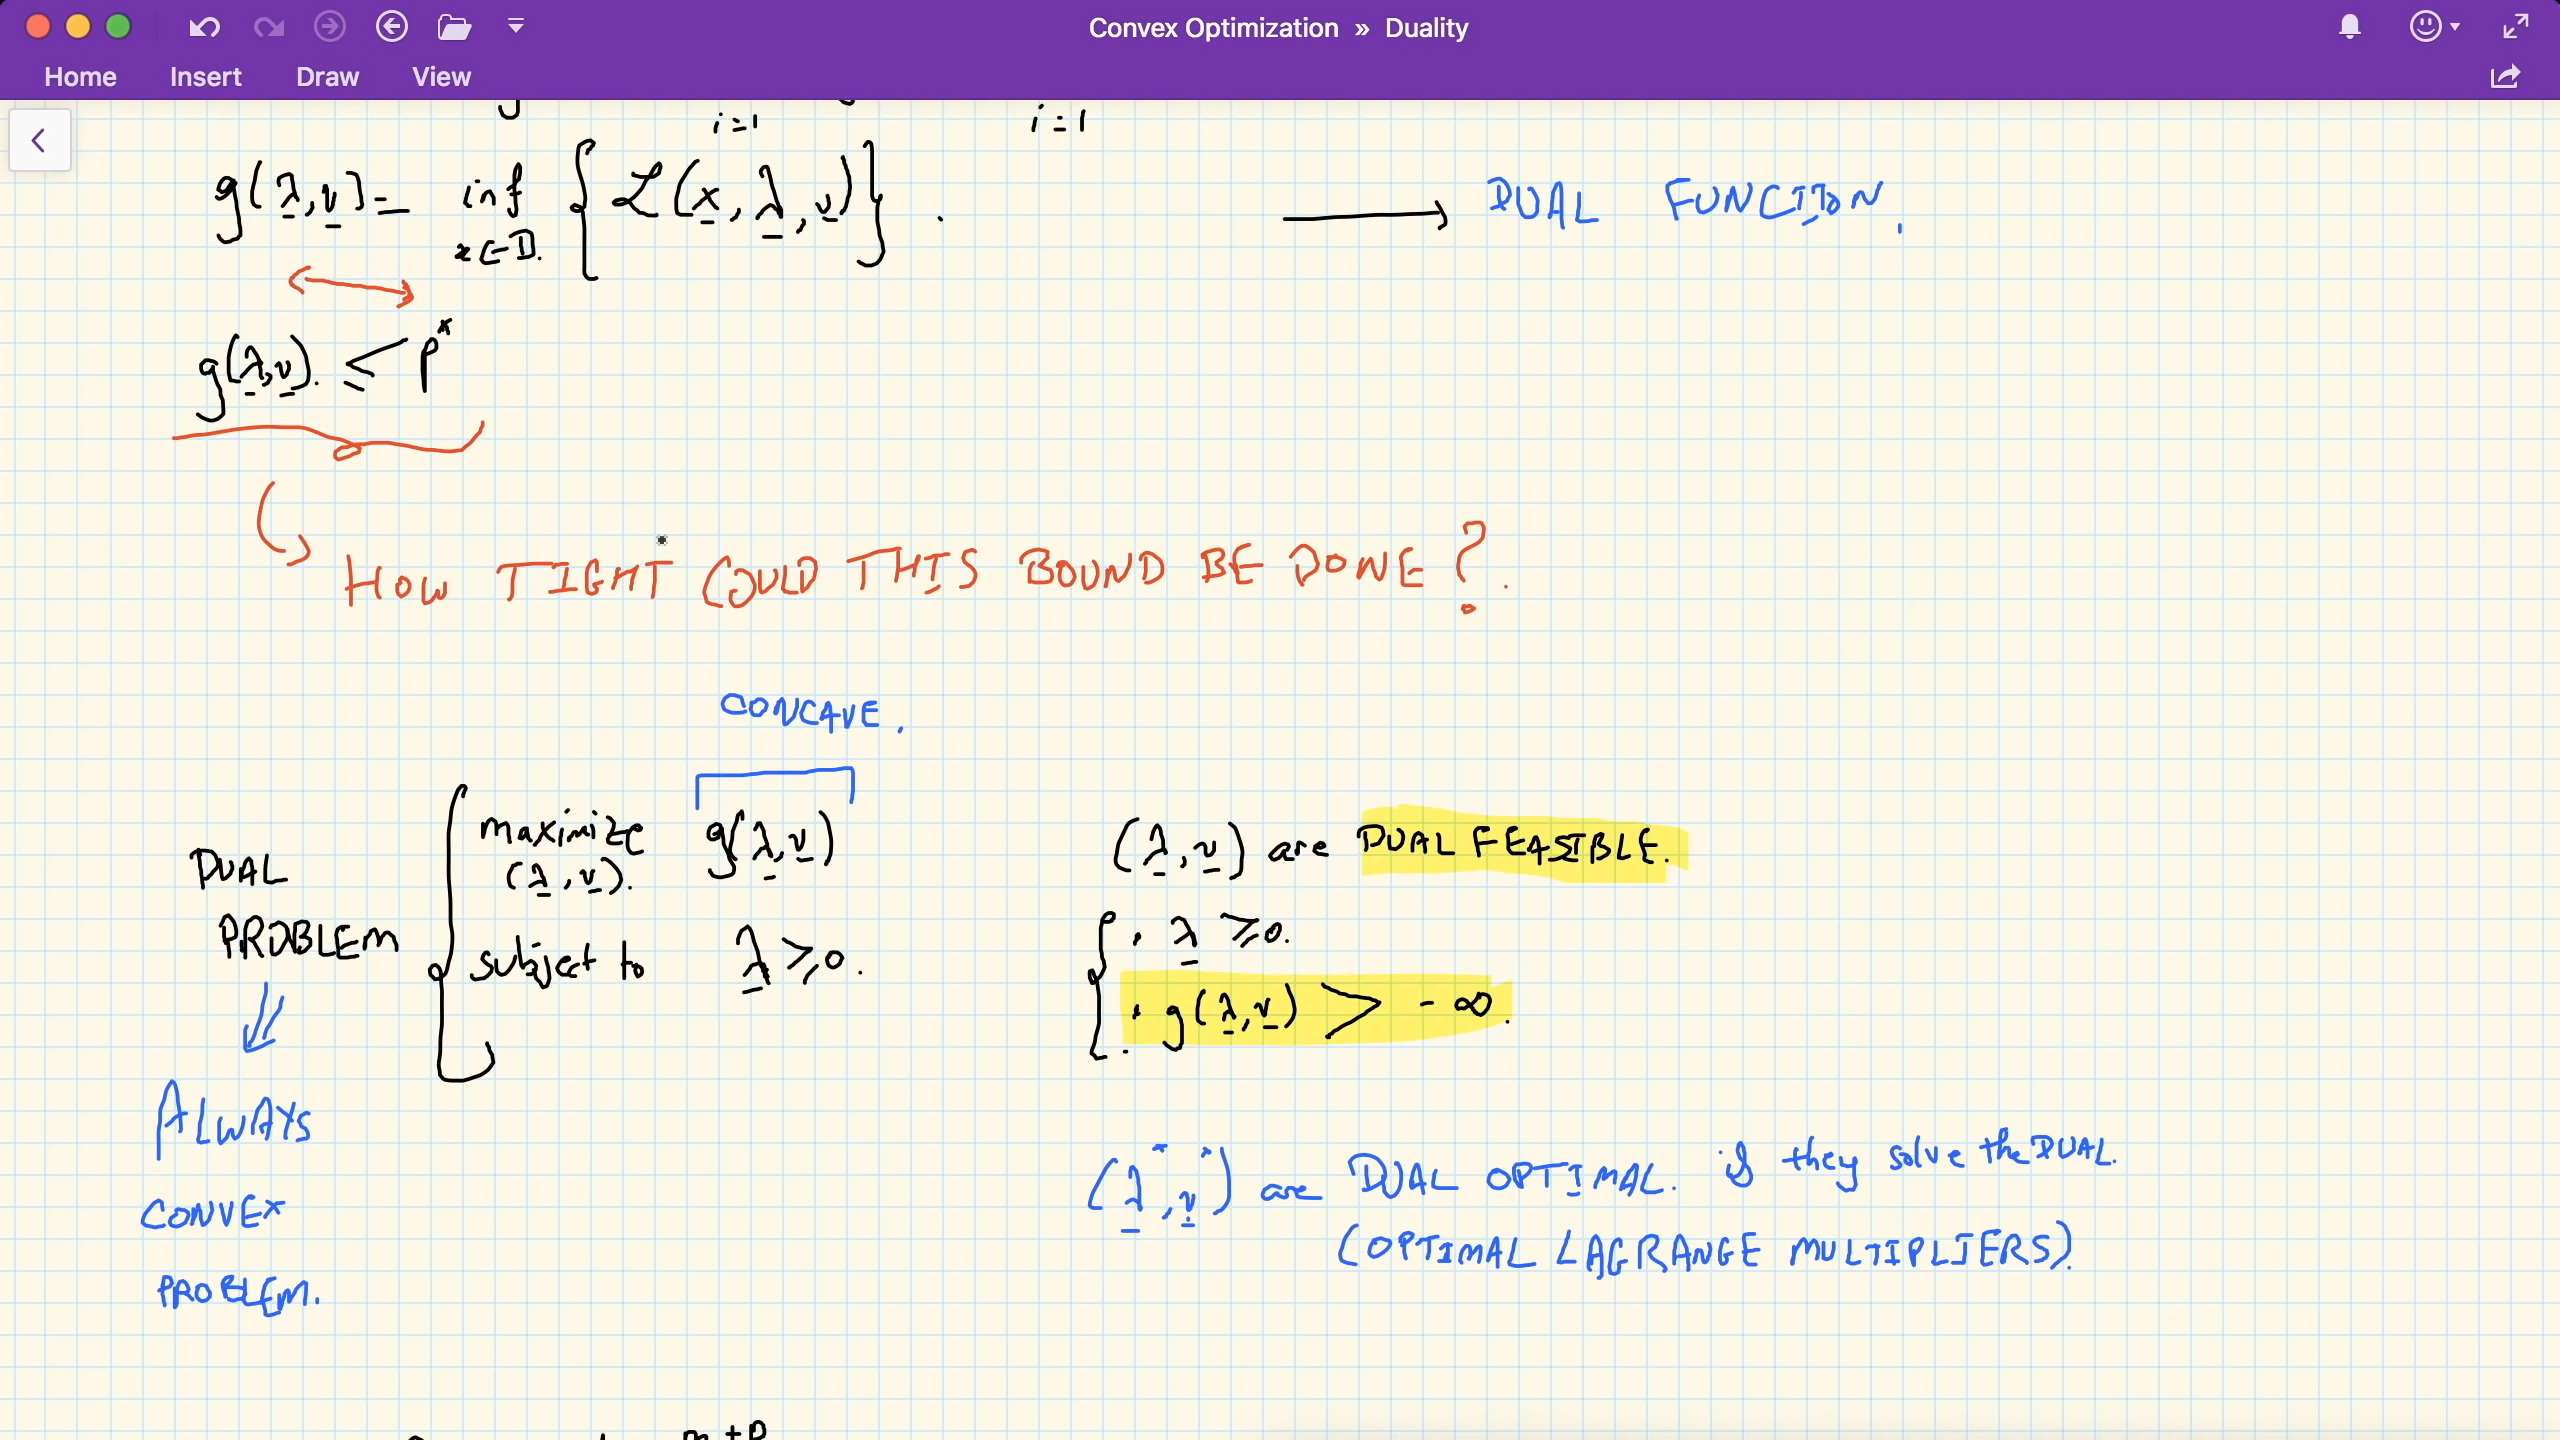 Convex Optimization » Duality
Home Insert Draw View
i=1 i=1
g(λ,ν) = inf {ℒ(x,λ,ν)}. → DUAL FUNCTION.
x∈D.
g(λ,ν). ≤ p*
HOW TIGHT COULD THIS BOUND BE DONE?.
CONCAVE.
maximize g(λ,ν)
(λ,ν).
(λ,ν) are DUAL FEASIBLE.
DUAL
PROBLEM
subject to λ ≥ 0.
· λ ≥ 0.
· g(λ,ν) > -∞.
ALWAYS
CONVEX
PROBLEM.
(λ*,ν*) are DUAL OPTIMAL. if they solve the DUAL.
(OPTIMAL LAGRANGE MULTIPLIERS).